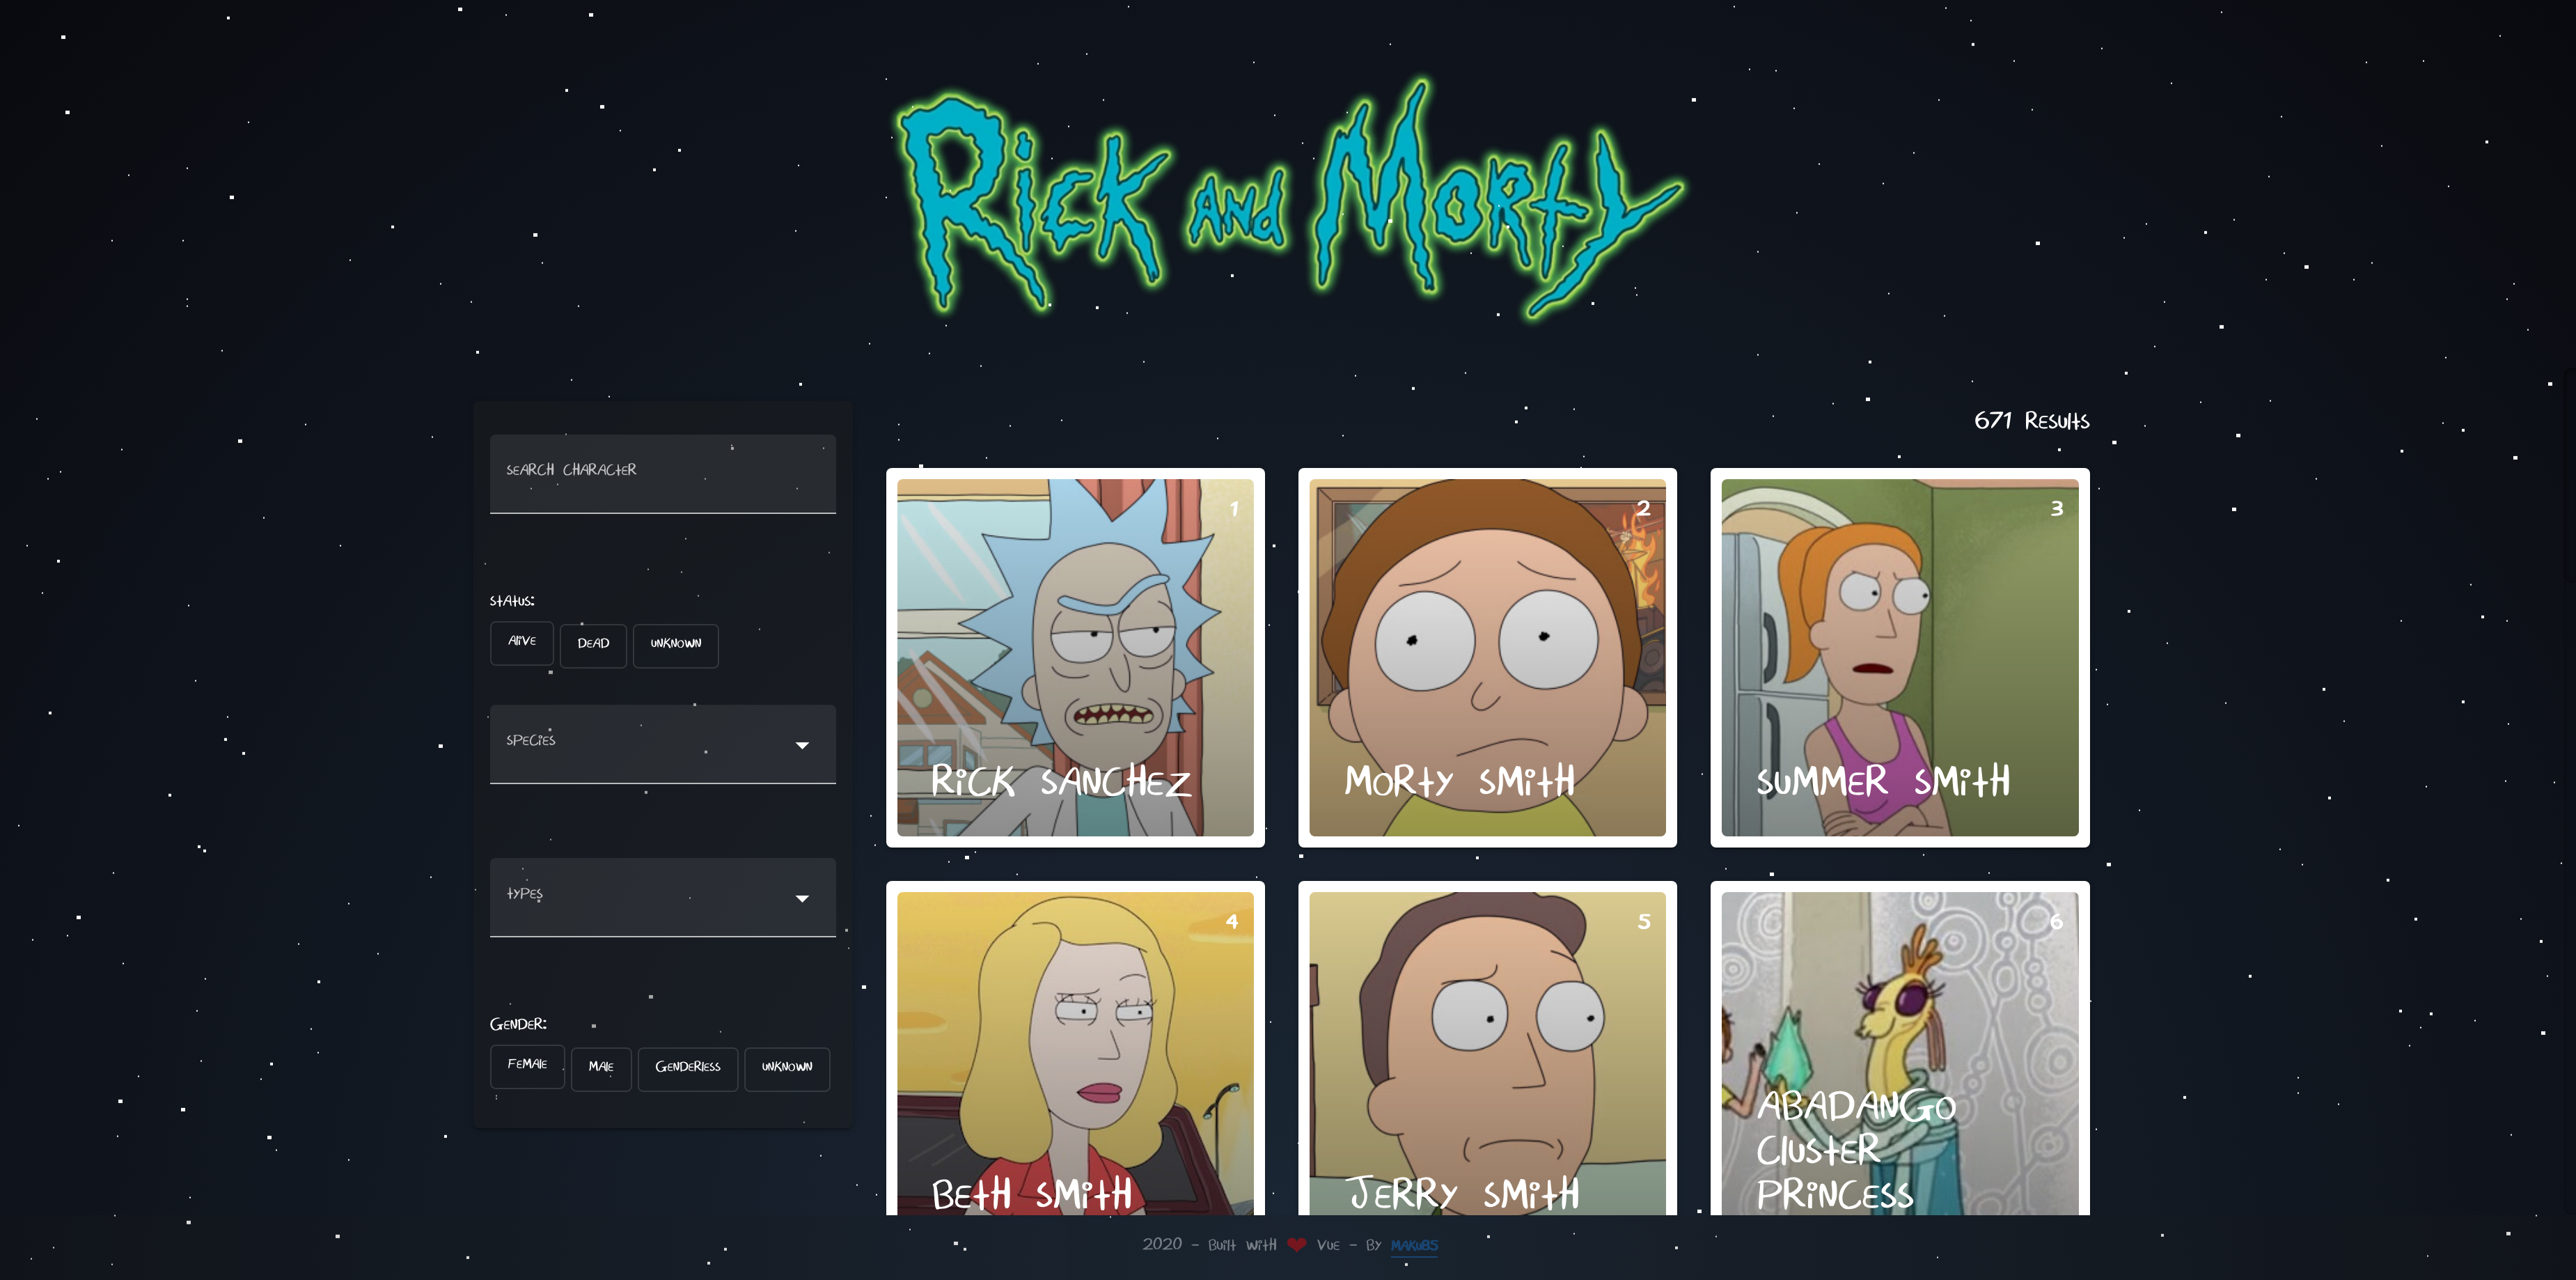 Rick and Morty
671 Results
Search character
Status:
Alive Dead unknown
Species
Types
Gender:
Female Male Genderless unknown
1
Rick Sanchez
2
Morty Smith
3
Summer Smith
4
Beth Smith
5
Jerry Smith
6
Abadango
Cluster
Princess
2020 - Built with ❤ Vue - By Maku85